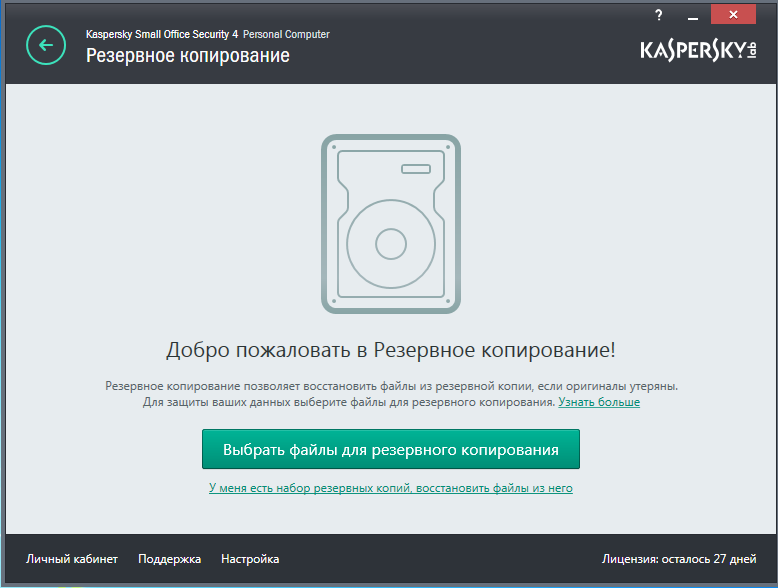 ?
Kaspersky Small Office Security 4 Personal Computer
Резервное копирование
KASPERSKY lab
Добро пожаловать в Резервное копирование!
Резервное копирование позволяет восстановить файлы из резервной копии, если оригиналы утеряны.
Для защиты ваших данных выберите файлы для резервного копирования. Узнать больше
Выбрать файлы для резервного копирования
У меня есть набор резервных копий, восстановить файлы из него
Личный кабинет Поддержка Настройка Лицензия: осталось 27 дней